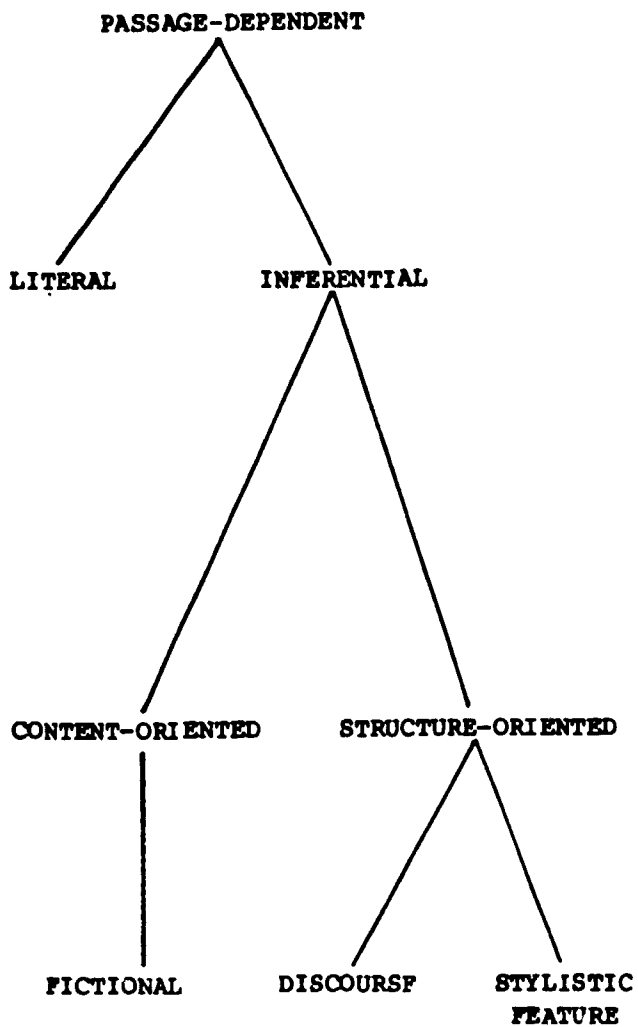 PASSAGE-DEPENDENT
LITERAL INFERENTIAL
CONTENT-ORIENTED STRUCTURE-ORIENTED
FICTIONAL DISCOURSF STYLISTIC
FEATURE